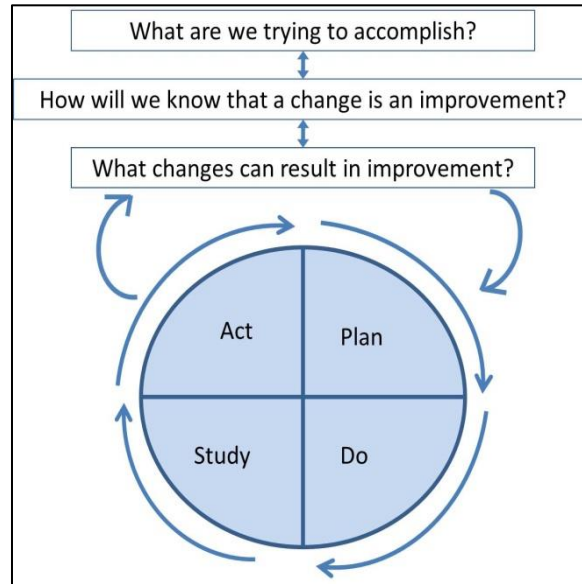 What are we trying to accomplish?
How will we know that a change is an improvement?
What changes can result in improvement?
Act
Plan
Study
Do